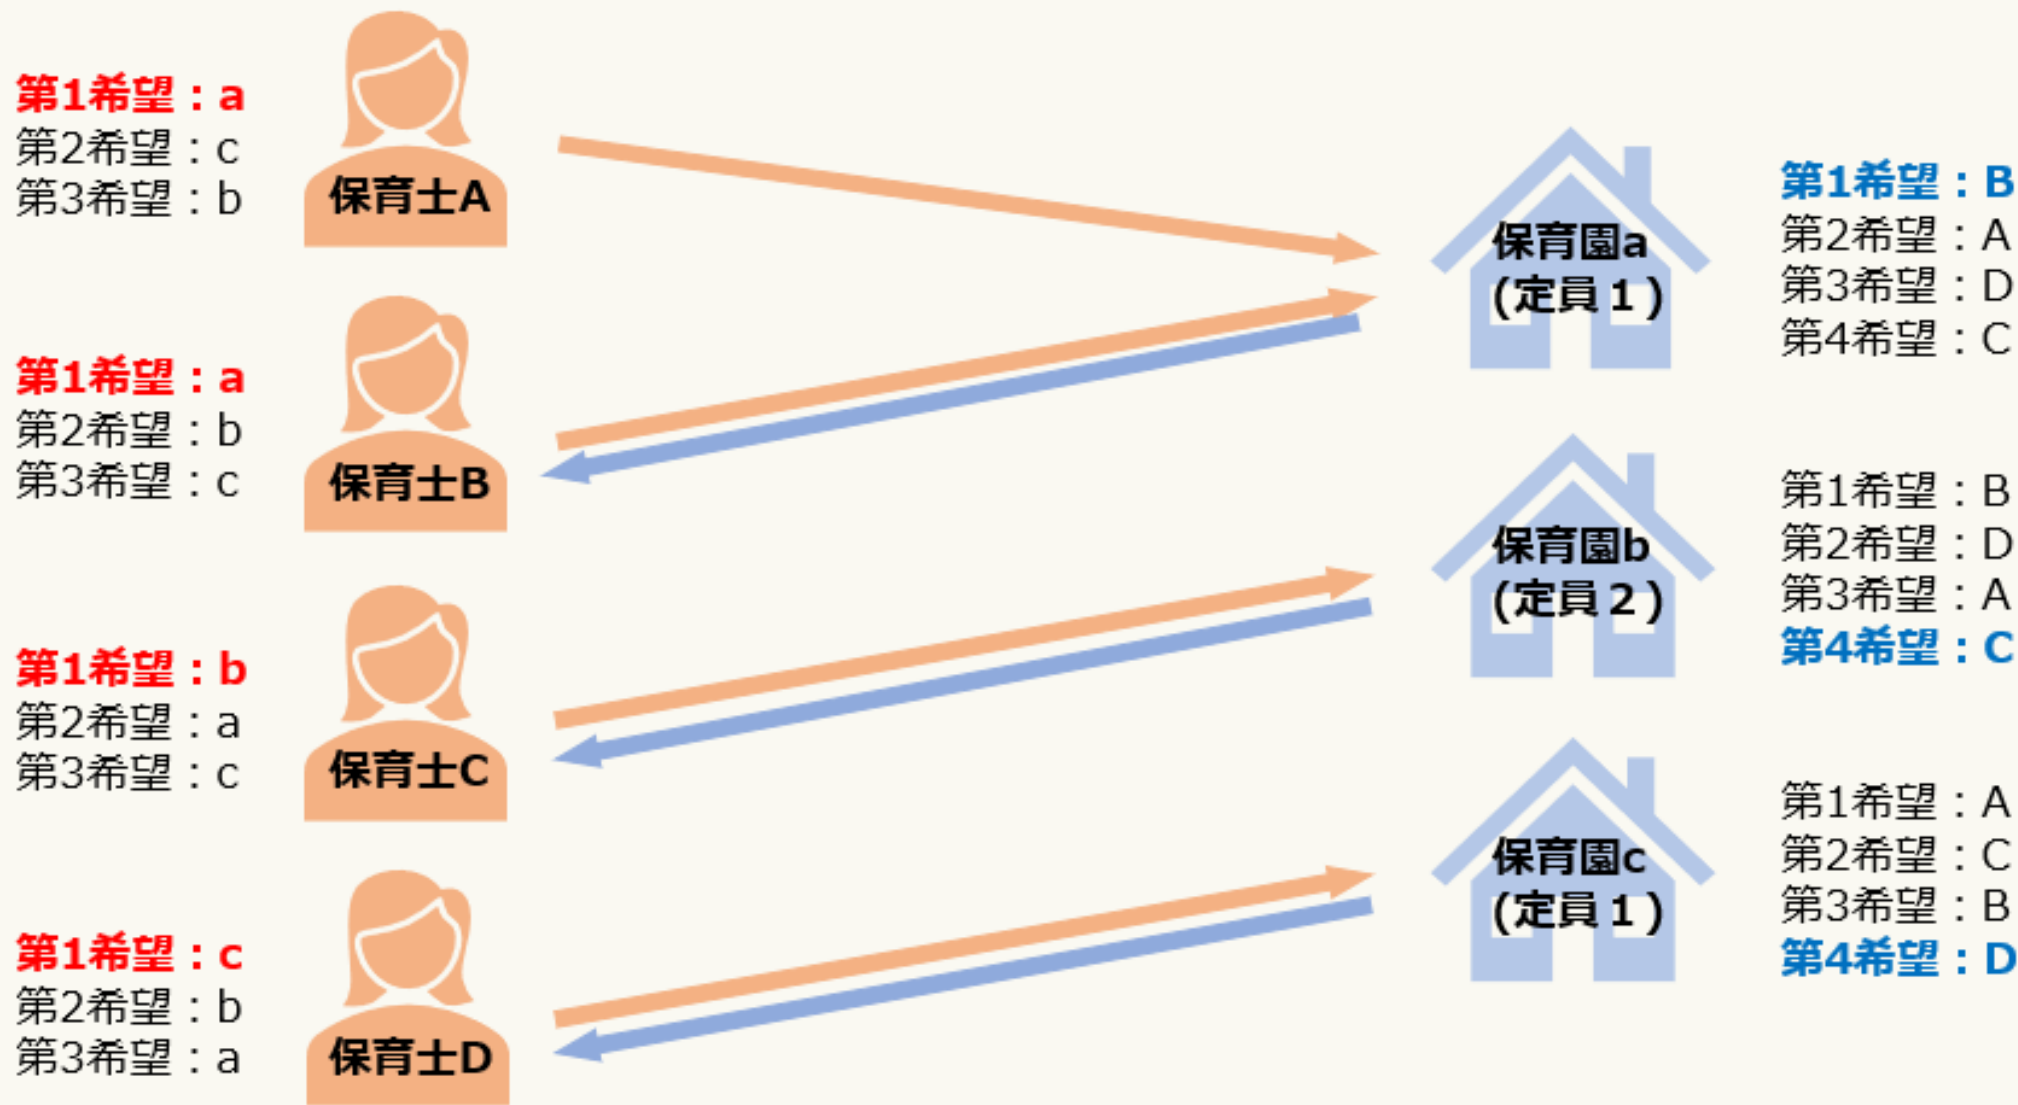 第1希望：a
第2希望：c
第3希望：b
保育士A
第1希望：a
第2希望：b
第3希望：c
保育士B
第1希望：b
第2希望：a
第3希望：c
保育士C
第1希望：c
第2希望：b
第3希望：a
保育士D
保育園a
(定員１)
第1希望：B
第2希望：A
第3希望：D
第4希望：C
保育園b
(定員２)
第1希望：B
第2希望：D
第3希望：A
第4希望：C
保育園c
(定員１)
第1希望：A
第2希望：C
第3希望：B
第4希望：D